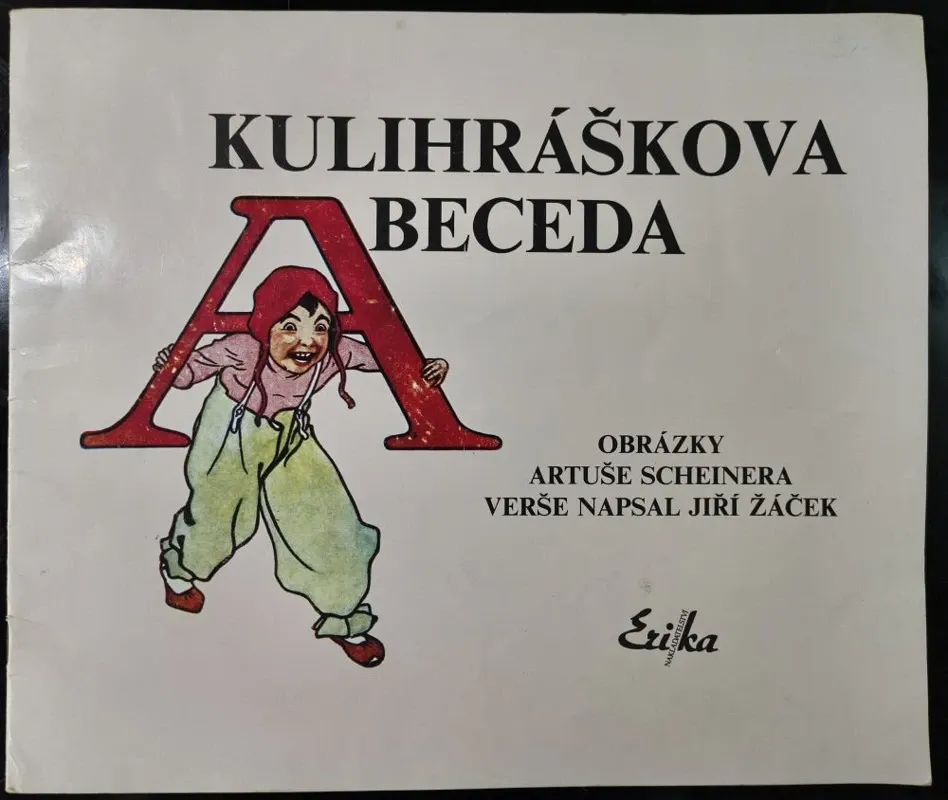 KULIHRÁŠKOVA
ABECEDA
OBRÁZKY
ARTUŠE SCHEINERA
VERŠE NAPSAL JIŘÍ ŽÁČEK
Erika
NAKLADATELSTVÍ